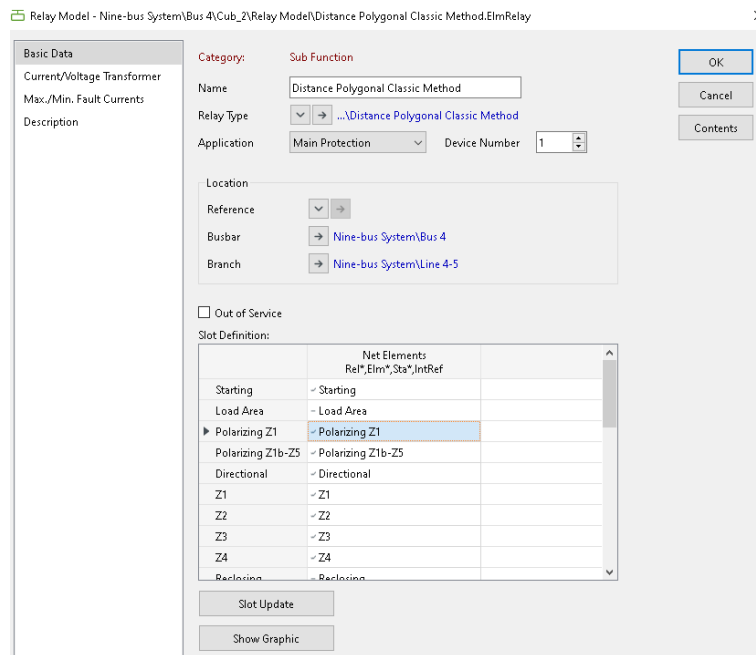 Relay Model - Nine-bus System\Bus 4\Cub_2\Relay Model\Distance Polygonal Classic Method.ElmRelay
Basic Data
Current/Voltage Transformer
Max./Min. Fault Currents
Description
Category: Sub Function
Name Distance Polygonal Classic Method
Relay Type ...\Distance Polygonal Classic Method
Application Main Protection Device Number 1
Location
Reference
Busbar Nine-bus System\Bus 4
Branch Nine-bus System\Line 4-5
Out of Service
Slot Definition:
Net Elements
Rel*,Elm*,Sta*,IntRef
Starting Starting
Load Area Load Area
Polarizing Z1 Polarizing Z1
Polarizing Z1b-Z5 Polarizing Z1b-Z5
Directional Directional
Z1 Z1
Z2 Z2
Z3 Z3
Z4 Z4
Reclosing Reclosing
Slot Update
Show Graphic
OK
Cancel
Contents